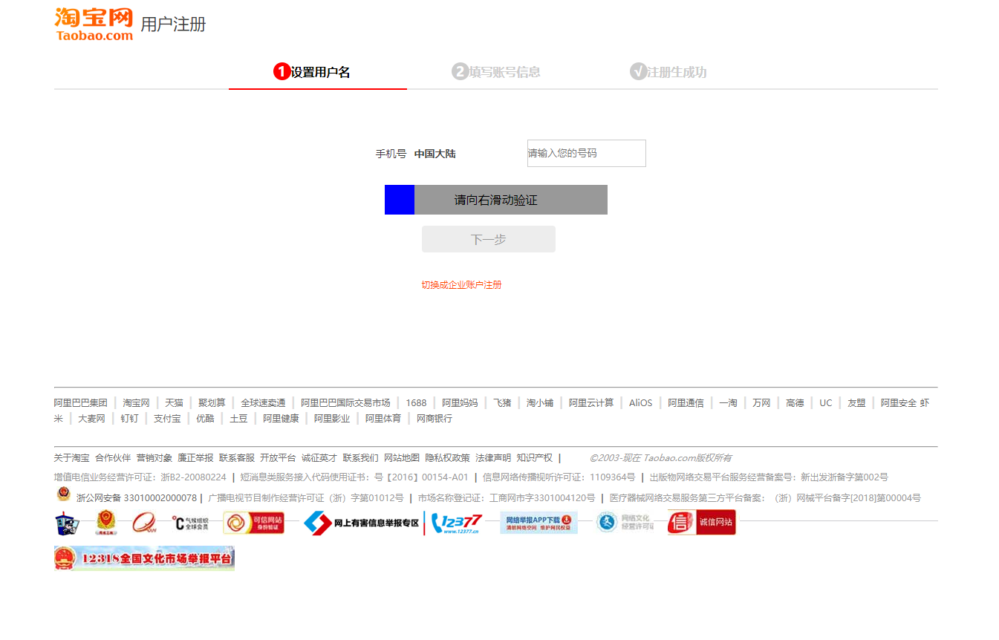 淘宝网
Taobao.com 用户注册
1设置用户名 2填写账号信息 √注册生成功
手机号 中国大陆 请输入您的号码
请向右滑动验证
下一步
切换成企业账户注册
阿里巴巴集团 | 淘宝网 | 天猫 | 聚划算 | 全球速卖通 | 阿里巴巴国际交易市场 | 1688 | 阿里妈妈 | 飞猪 | 淘小铺 | 阿里云计算 | AliOS | 阿里通信 | 一淘 | 万网 | 高德 | UC | 友盟 | 阿里安全 虾
米 | 大麦网 | 钉钉 | 支付宝 | 优酷 | 土豆 | 阿里健康 | 阿里影业 | 阿里体育 | 网商银行
关于淘宝 合作伙伴 营销对象 廉正举报 联系客服 开放平台 诚征英才 联系我们 网站地图 隐私权政策 法律声明 知识产权 | ©2003-现在 Taobao.com版权所有
增值电信业务经营许可证：浙B2-20080224 | 短消息类服务接入代码使用证书：号【2016】00154-A01 | 信息网络传播视听许可证：1109364号 | 出版物网络交易平台服务经营备案号：新出发浙备字第002号
浙公网安备 33010002000078 | 广播电视节目制作经营许可证（浙）字第01012号 | 市场名称登记证：工商网市字3301004120号 | 医疗器械网络交易服务第三方平台备案：（浙）网械平台备字[2018]第00004号
℃ 气候组织 全球会员 可信网站 身份验证 网上有害信息举报专区 12377 www.12377.cn 网络举报APP下载 清朗网络空间 维护网民权益 网络文化 经营许可证 信 诚信网站
12318全国文化市场举报平台